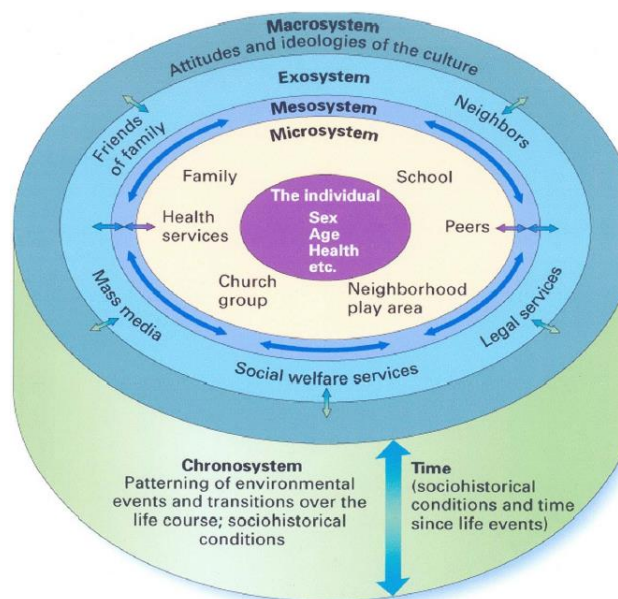 Macrosystem
Attitudes and ideologies of the culture
Exosystem
Mesosystem
Microsystem
Friends
of family
Neighbors
Family
School
The individual
Sex
Age
Health
etc.
Health
services
Peers
Church
group
Neighborhood
play area
Mass media
Legal services
Social welfare services
Chronosystem
Patterning of environmental
events and transitions over the
life course; sociohistorical
conditions
Time
(sociohistorical
conditions and time
since life events)